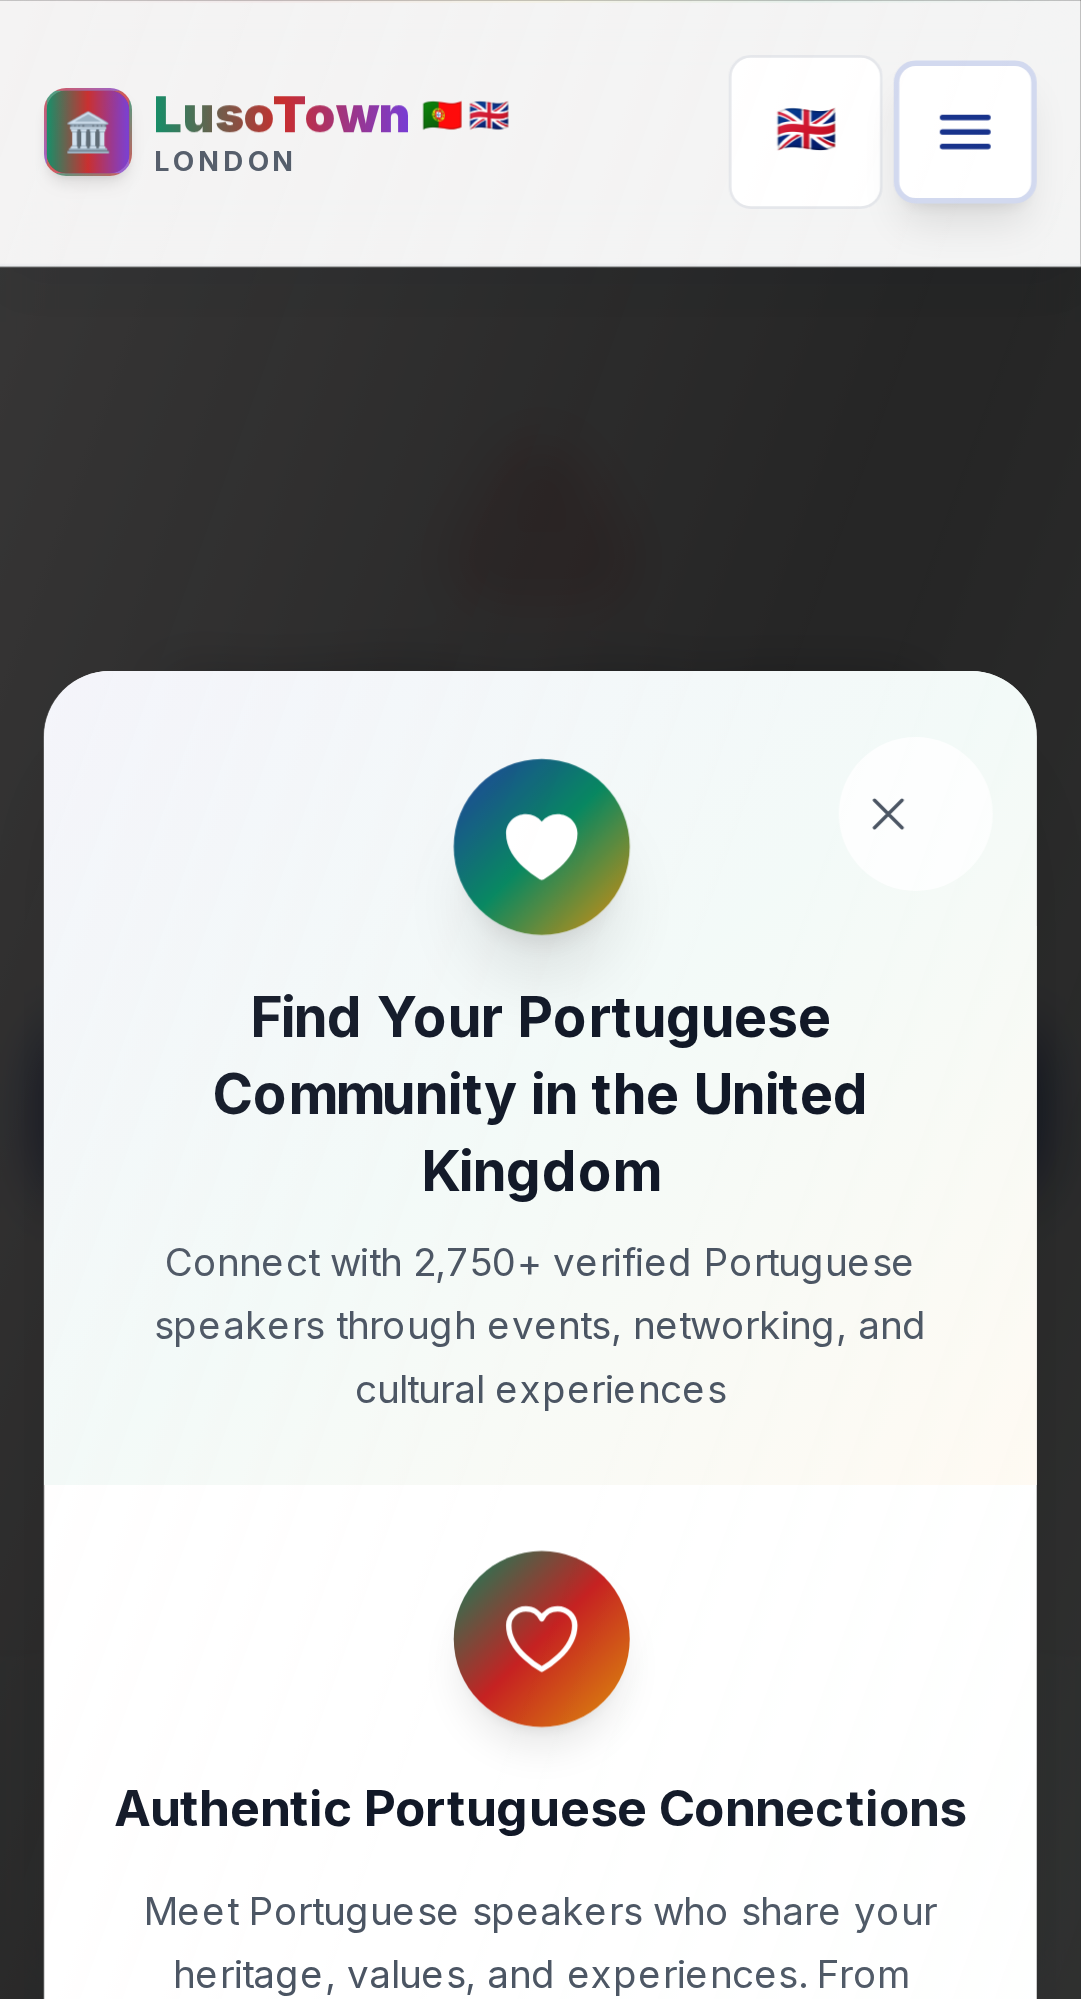 LusoTown 🇵🇹🇬🇧
LONDON
Find Your Portuguese
Community in the United
Kingdom
Connect with 2,750+ verified Portuguese
speakers through events, networking, and
cultural experiences
Authentic Portuguese Connections
Meet Portuguese speakers who share your
heritage, values, and experiences. From